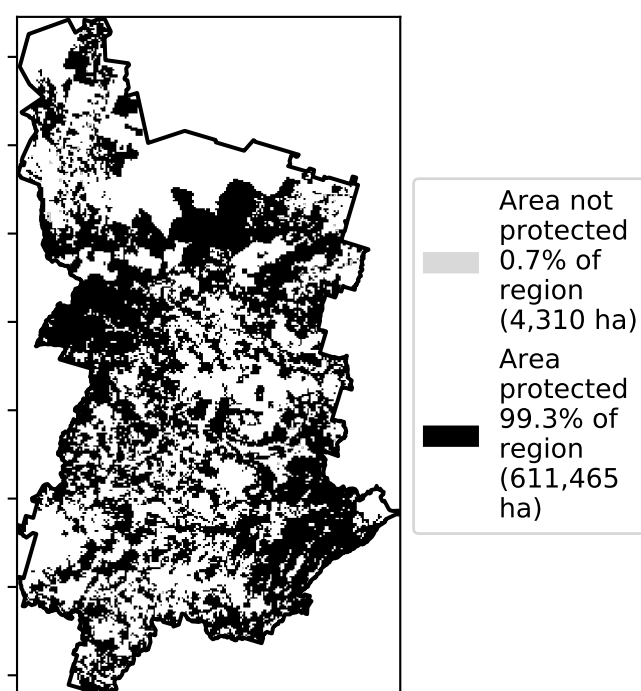 Area not
protected
0.7% of
region
(4,310 ha)
Area
protected
99.3% of
region
(611,465
ha)